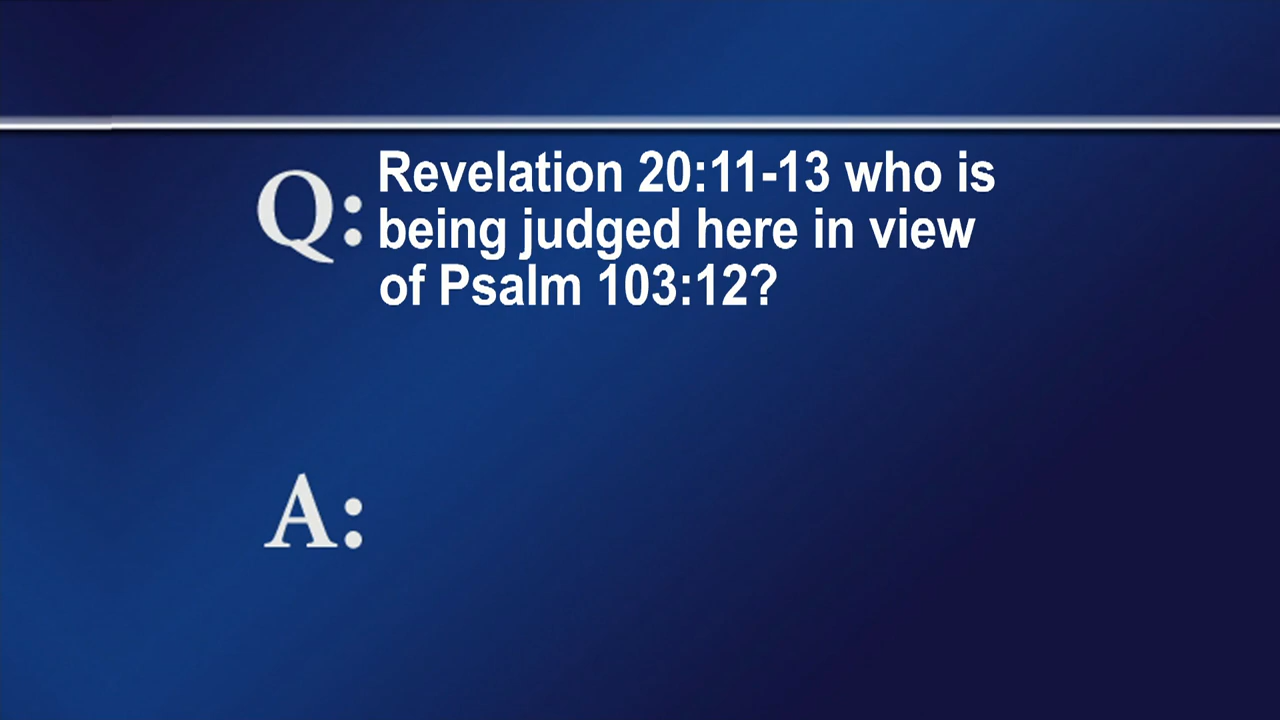 Q: Revelation 20:11-13 who is
being judged here in view
of Psalm 103:12?
A: